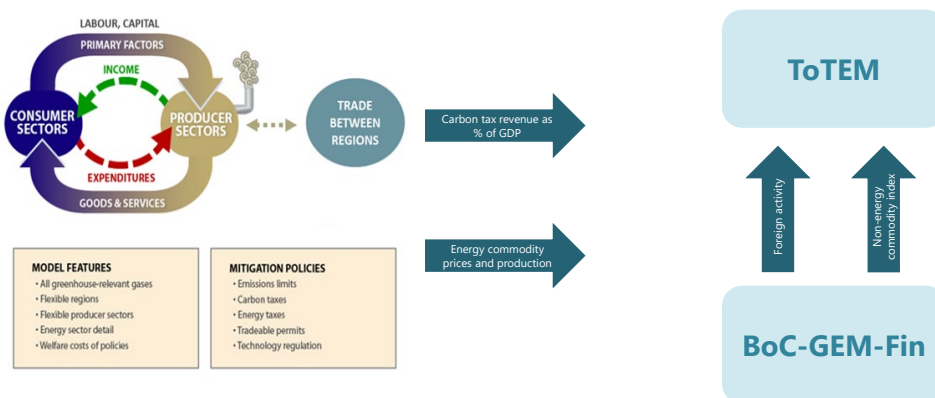 LABOUR, CAPITAL
PRIMARY FACTORS
INCOME
CONSUMER
SECTORS
PRODUCER
SECTORS
EXPENDITURES
GOODS & SERVICES
TRADE
BETWEEN
REGIONS
MODEL FEATURES
• All greenhouse-relevant gases
• Flexible regions
• Flexible producer sectors
• Energy sector detail
• Welfare costs of policies
MITIGATION POLICIES
• Emissions limits
• Carbon taxes
• Energy taxes
• Tradeable permits
• Technology regulation
Carbon tax revenue as
% of GDP
Energy commodity
prices and production
ToTEM
Foreign activity
Non-energy
commodity index
BoC-GEM-Fin